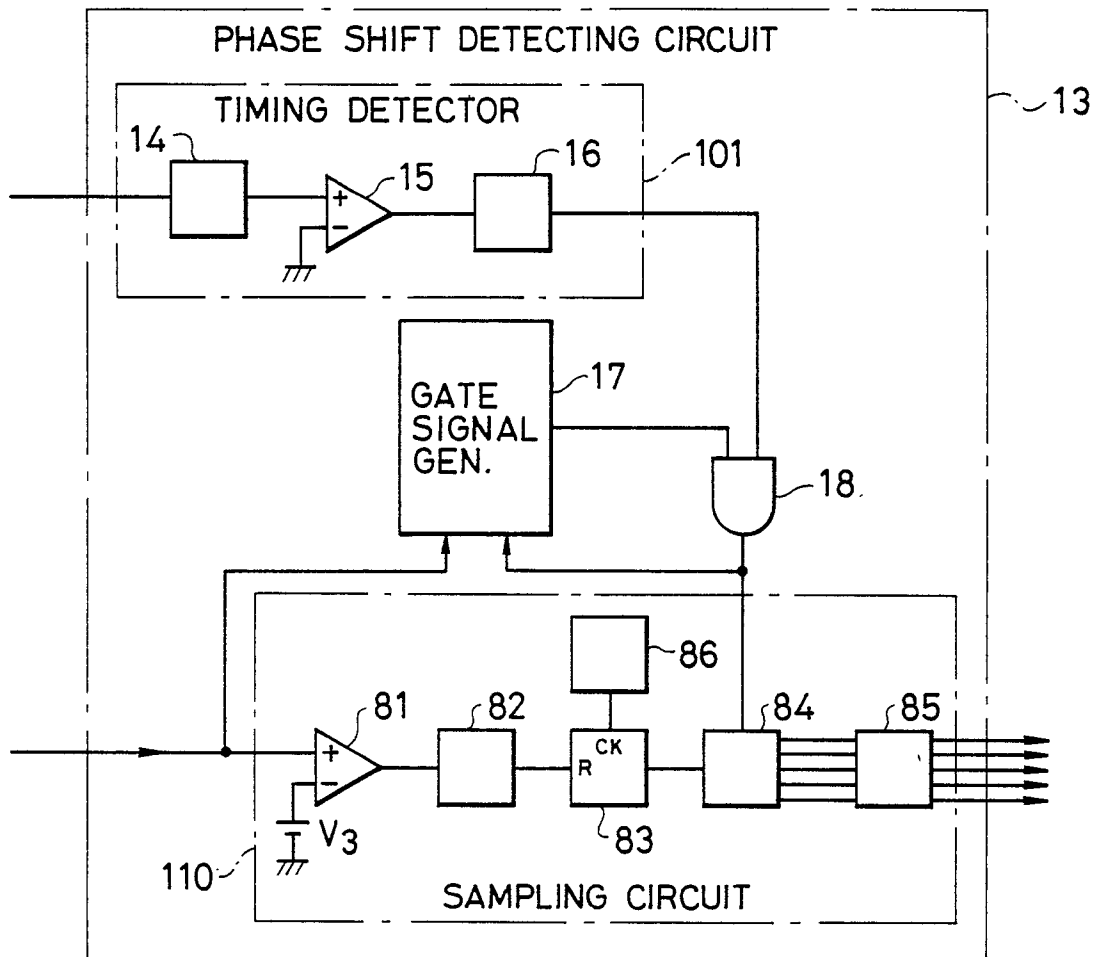 PHASE SHIFT DETECTING CIRCUIT
13
TIMING DETECTOR
14
15
16
101
+
−
GATE
SIGNAL
GEN.
17
18
86
81
82
84
85
+
−
CK
R
V3
83
110
SAMPLING CIRCUIT